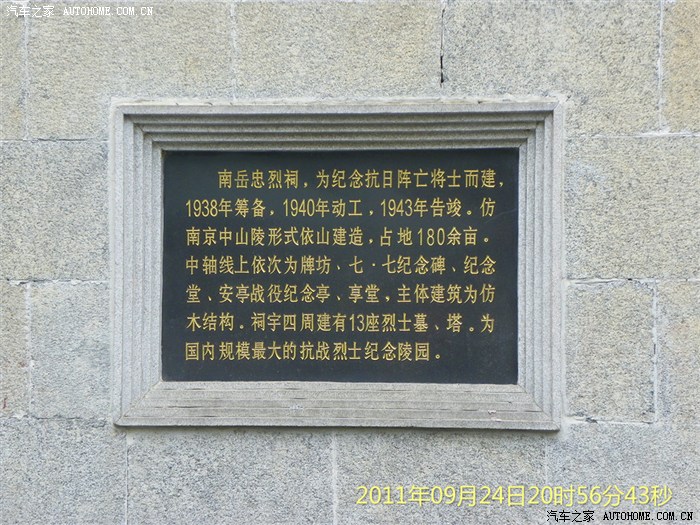 汽车之家 AUTOHOME.COM.CN
南岳忠烈祠，为纪念抗日阵亡将士而建，
1938年筹备，1940年动工，1943年告竣。仿
南京中山陵形式依山建造，占地180余亩。
中轴线上依次为牌坊、七·七纪念碑、纪念
堂、安亭战役纪念亭、享堂，主体建筑为仿
木结构．祠宇四周建有13座烈士墓、塔。为
国内规模最大的抗战烈士纪念陵园。
2011年09月24日20时56分43秒
汽车之家 AUTOHOME.COM.CN